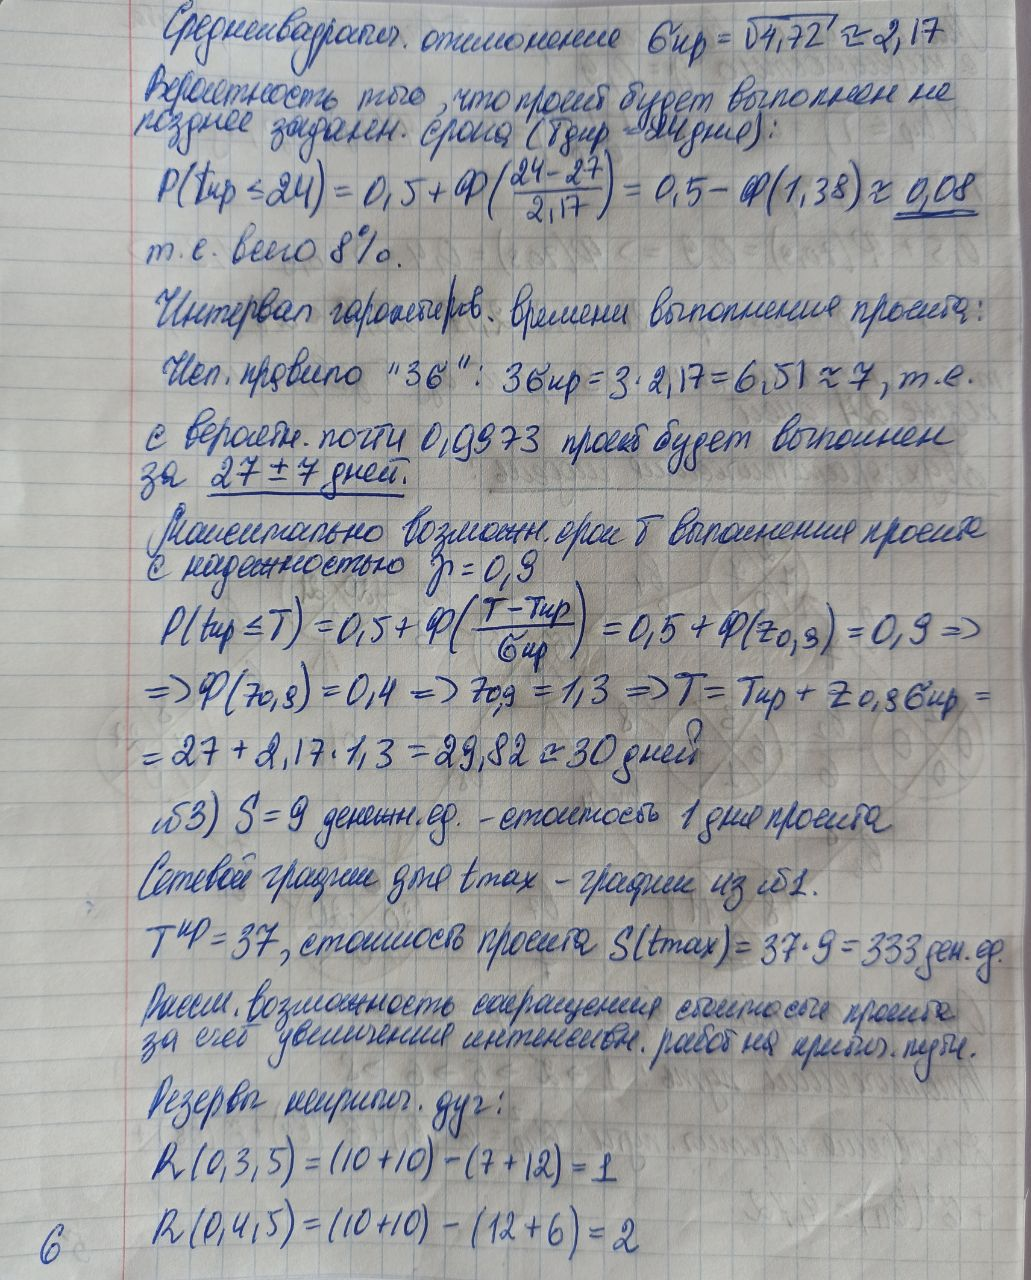 Среднеквадратич. отклонение σкр = √4,72 ≈ 2,17
Вероятность того, что проект будет выполнен не
позднее заданн. срока (Tдир = 24 дня):
P(tкр ≤ 24) = 0,5 + Ф((24-27)/2,17) = 0,5 - Ф(1,38) ≈ 0,08
т.е. всего 8%.
Интервал гарантиров. времени выполнения проекта:
Исп. правило "3σ": 3σкр = 3·2,17 = 6,51 ≈ 7, т.е.
с вероятн. почти 0,9973 проект будет выполнен
за 27 ± 7 дней.
Максимально возможн. срок T выполнения проекта
с надежностью p = 0,9
P(tкр ≤ T) = 0,5 + Ф((T - Tкр)/σкр) = 0,5 + Ф(z0,9) = 0,9 =>
=> Ф(z0,9) = 0,4 => z0,9 = 1,3 => T = Tкр + z0,9σкр =
= 27 + 2,17·1,3 = 29,82 ≈ 30 дней
№3) S = 9 денежн. ед. - стоимость 1 дня проекта
Сетевой график для tmax - график из №1.
Tкр = 37, стоимость проекта S(tmax) = 37·9 = 333 ден. ед.
Рассм. возможность сокращения стоимости проекта
за счет увеличения интенсивн. работ на критич. пути.
Резервы некритич. дуг:
R(0,3,5) = (10+10) - (7+12) = 1
R(0,4,5) = (10+10) - (12+6) = 2
6